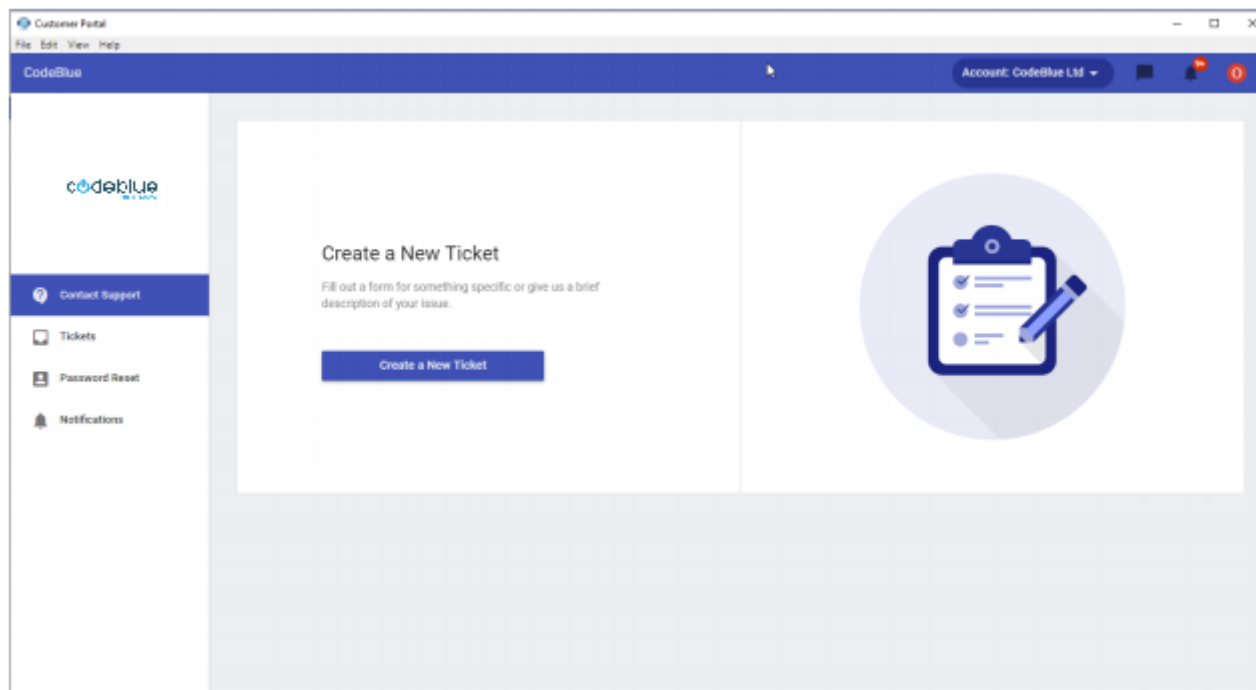 Customer Portal
File Edit View Help
CodeBlue
Account: CodeBlue Ltd
9+
O
codeblue
Contact Support
Tickets
Password Reset
Notifications
Create a New Ticket
Fill out a form for something specific or give us a brief
description of your issue.
Create a New Ticket